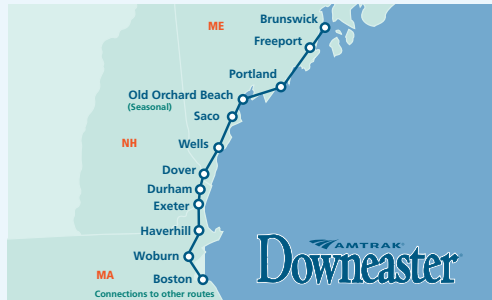 Brunswick
ME
Freeport
Portland
Old Orchard Beach
(Seasonal)
Saco
NH
Wells
Dover
Durham
Exeter
Haverhill
Woburn
AMTRAK®
Downeaster
MA
Boston
Connections to other routes